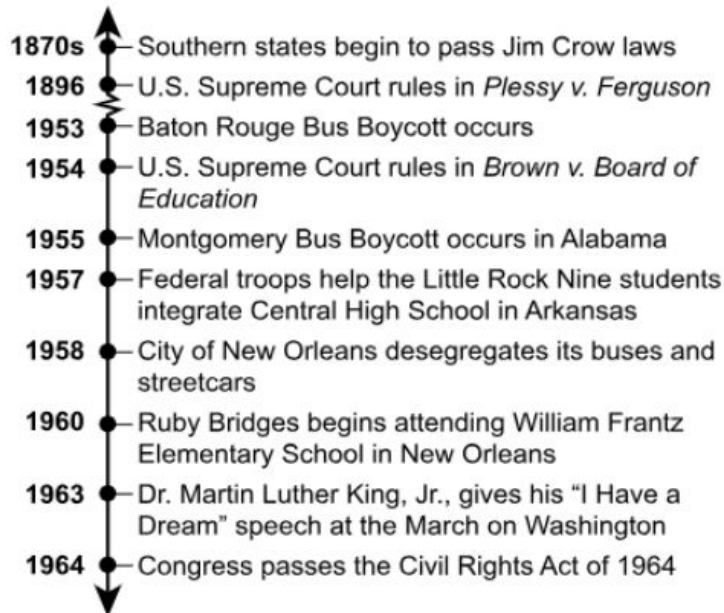 1870s Southern states begin to pass Jim Crow laws
1896 U.S. Supreme Court rules in Plessy v. Ferguson
1953 Baton Rouge Bus Boycott occurs
1954 U.S. Supreme Court rules in Brown v. Board of
Education
1955 Montgomery Bus Boycott occurs in Alabama
1957 Federal troops help the Little Rock Nine students
integrate Central High School in Arkansas
1958 City of New Orleans desegregates its buses and
streetcars
1960 Ruby Bridges begins attending William Frantz
Elementary School in New Orleans
1963 Dr. Martin Luther King, Jr., gives his “I Have a
Dream” speech at the March on Washington
1964 Congress passes the Civil Rights Act of 1964